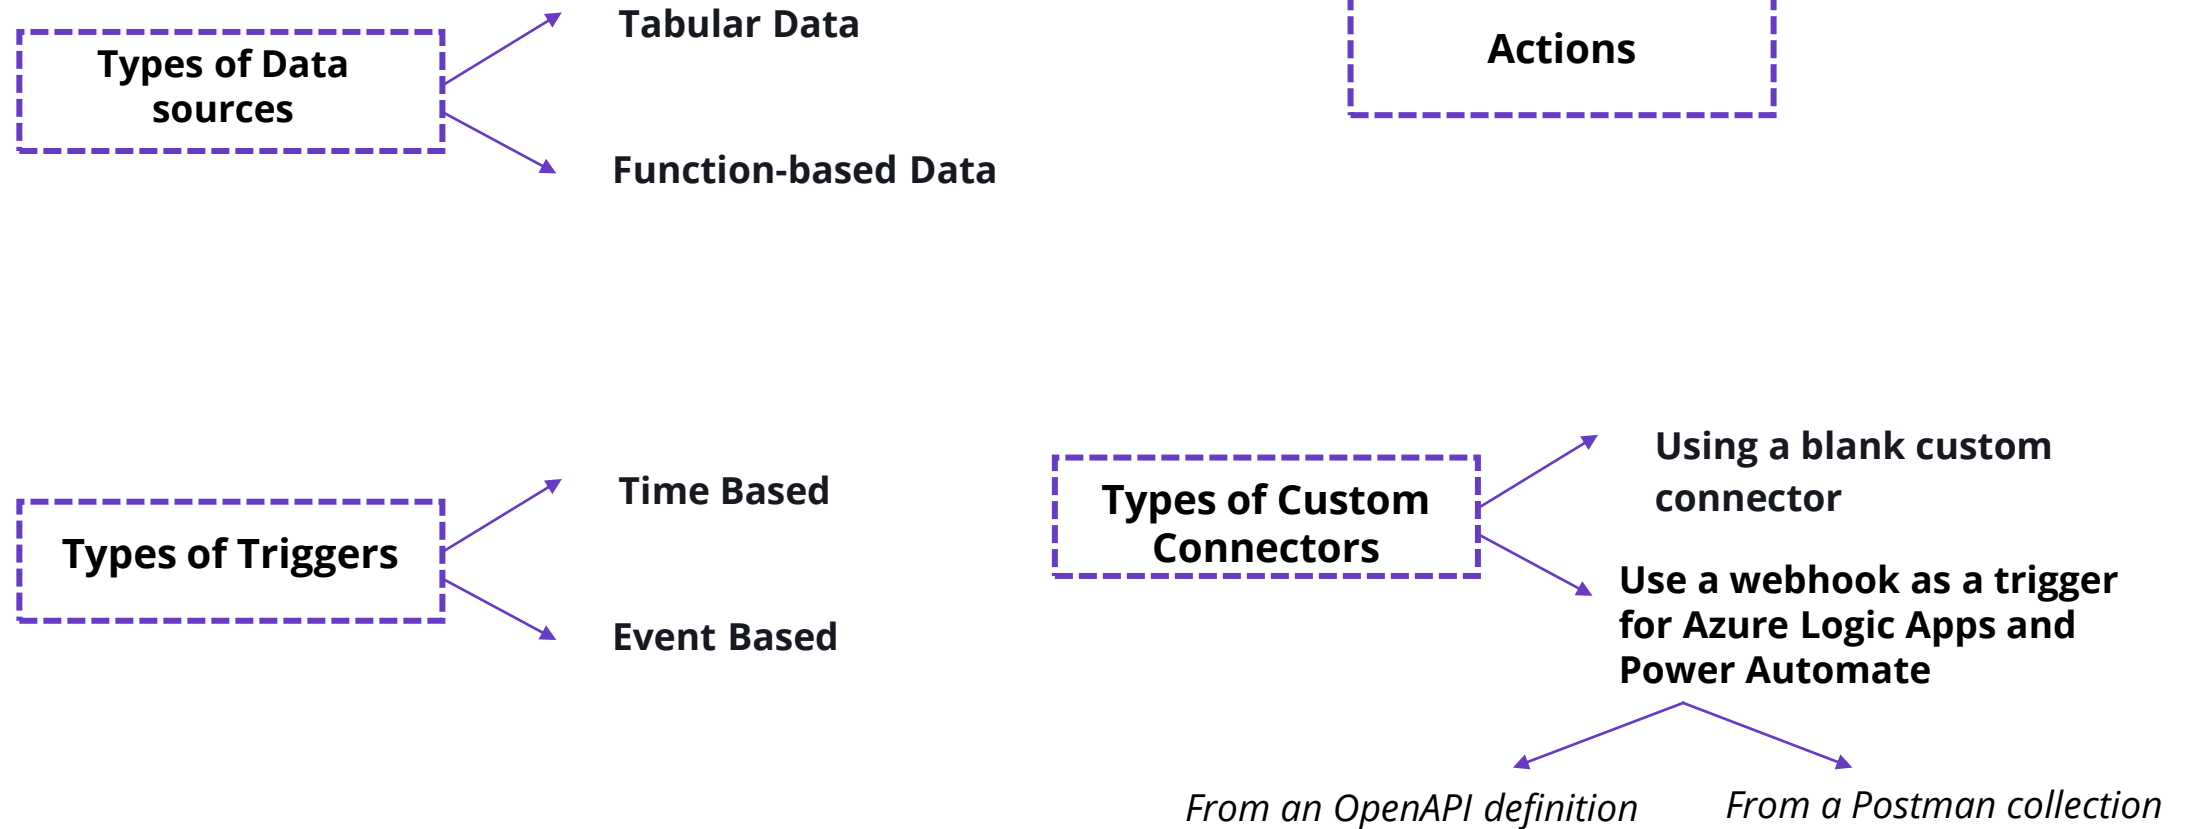 Types of Data
sources
Tabular Data
Function-based Data
Actions
Types of Triggers
Time Based
Event Based
Types of Custom
Connectors
Using a blank custom
connector
Use a webhook as a trigger
for Azure Logic Apps and
Power Automate
From an OpenAPI definition
From a Postman collection